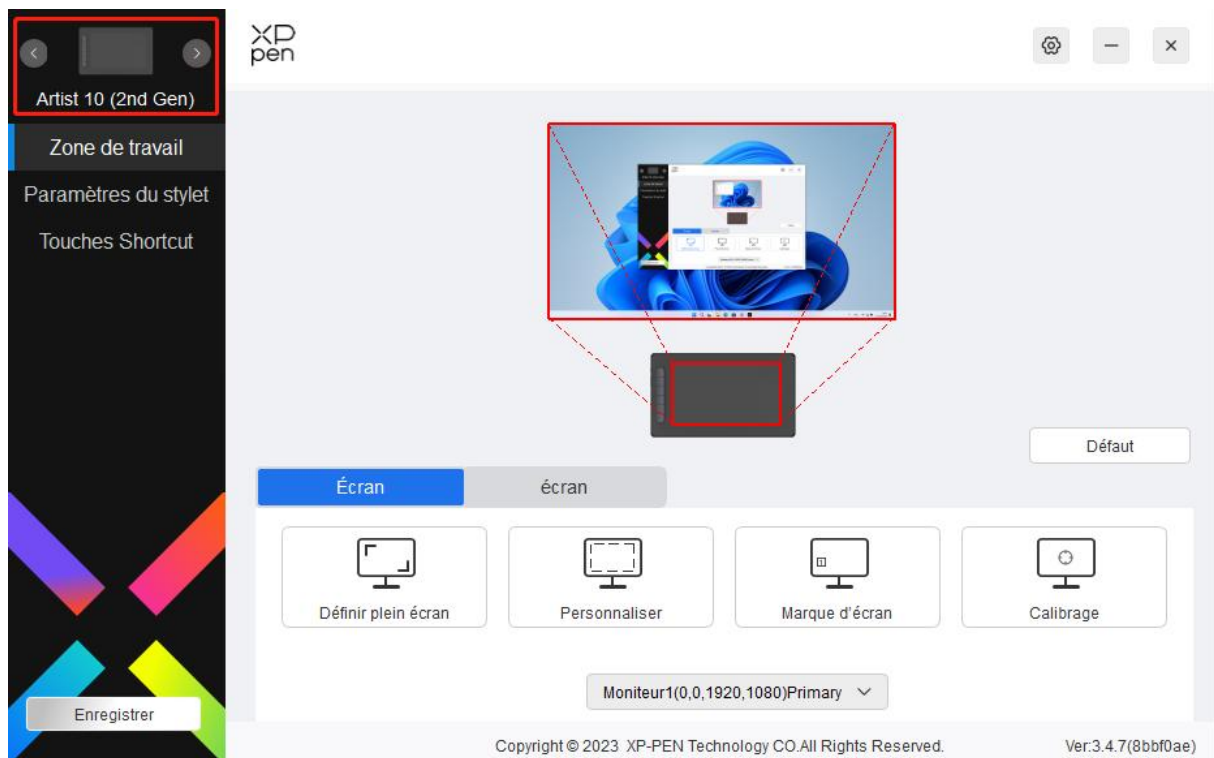 Artist 10 (2nd Gen)
Zone de travail
Paramètres du stylet
Touches Shortcut
Enregistrer
XP
pen
Défaut
Écran
écran
Définir plein écran
Personnaliser
Marque d'écran
Calibrage
Moniteur1(0,0,1920,1080)Primary
Copyright © 2023 XP-PEN Technology CO.All Rights Reserved.
Ver:3.4.7(8bbf0ae)